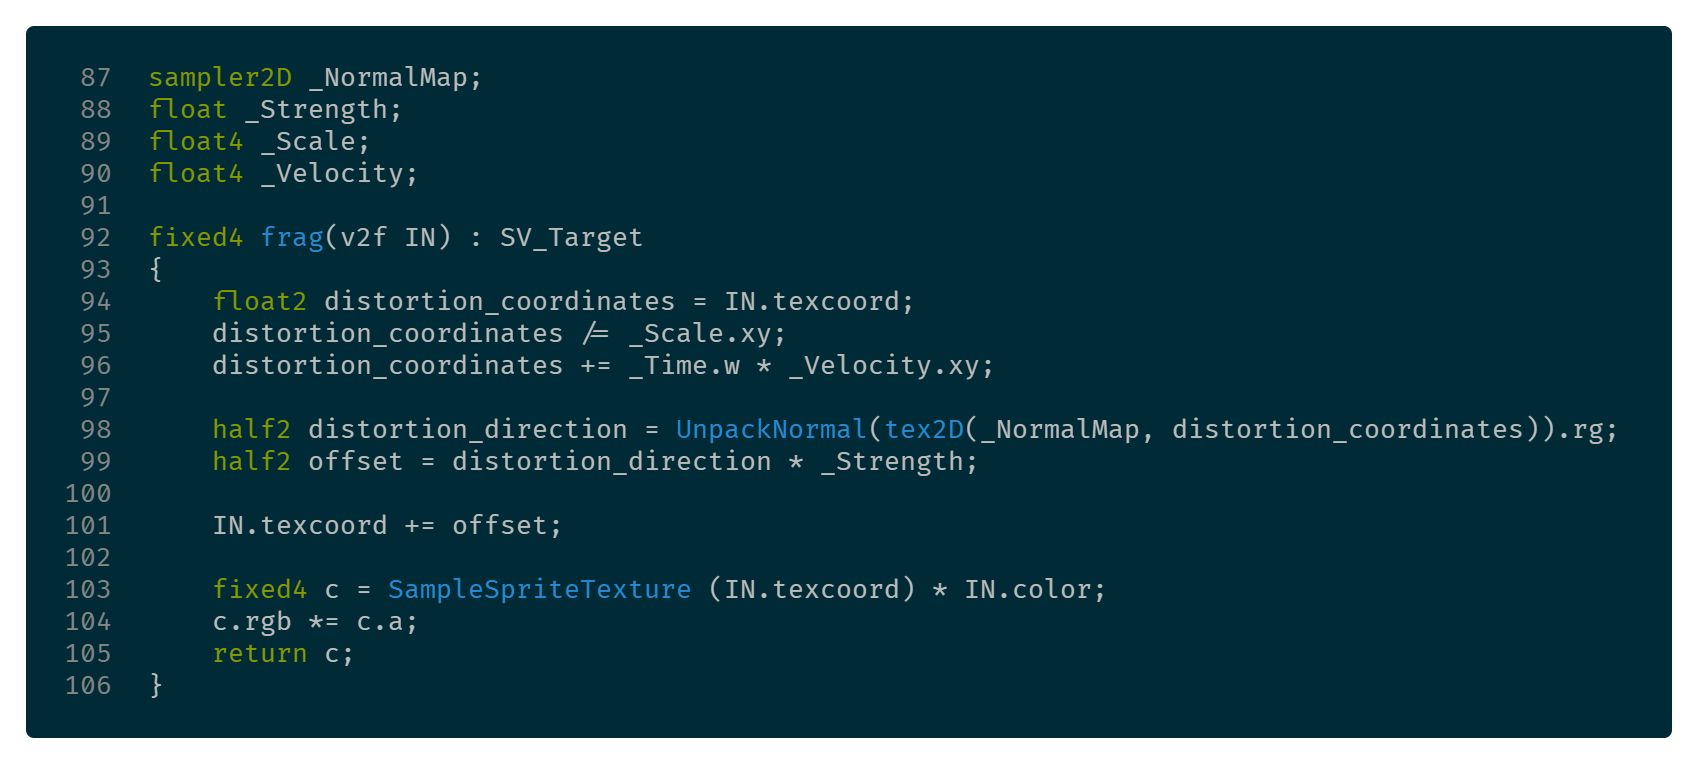 87 sampler2D _NormalMap;
88 float _Strength;
89 float4 _Scale;
90 float4 _Velocity;
91
92 fixed4 frag(v2f IN) : SV_Target
93 {
94     float2 distortion_coordinates = IN.texcoord;
95     distortion_coordinates /= _Scale.xy;
96     distortion_coordinates += _Time.w * _Velocity.xy;
97
98     half2 distortion_direction = UnpackNormal(tex2D(_NormalMap, distortion_coordinates)).rg;
99     half2 offset = distortion_direction * _Strength;
100
101     IN.texcoord += offset;
102
103     fixed4 c = SampleSpriteTexture (IN.texcoord) * IN.color;
104     c.rgb *= c.a;
105     return c;
106 }